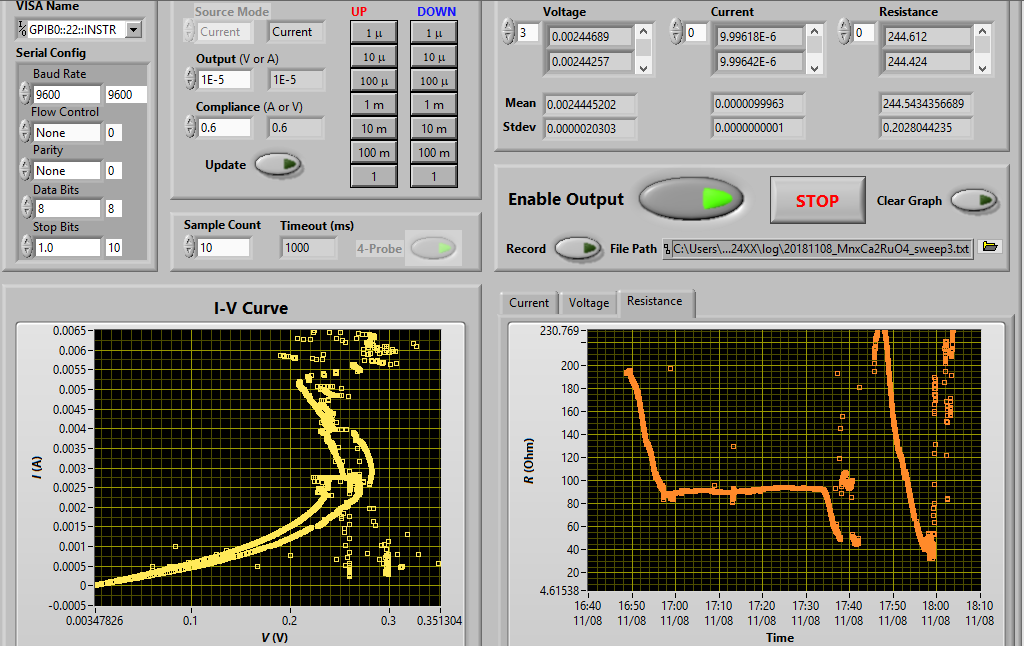 VISA Name
GPIB0::22::INSTR
Serial Config
Baud Rate
9600 9600
Flow Control
None 0
Parity
None 0
Data Bits
8 8
Stop Bits
1.0 10
Source Mode
Current Current
Output (V or A)
1E-5 1E-5
Compliance (A or V)
0.6 0.6
Update
UP DOWN
1 µ 1 µ
10 µ 10 µ
100 µ 100 µ
1 m 1 m
10 m 10 m
100 m 100 m
1 1
Sample Count Timeout (ms)
10 1000 4-Probe
Voltage Current Resistance
3 0.00244689 0 9.99618E-6 0 244.612
0.00244257 9.99642E-6 244.424
Mean 0.0024445202 0.0000099963 244.5434356689
Stdev 0.0000020303 0.0000000001 0.2028044235
Enable Output STOP Clear Graph
Record File Path C:\Users\...24XX\log\20181108_MnxCa2RuO4_sweep3.txt
I-V Curve
0.0065
0.006
0.0055
0.005
0.0045
0.004
0.0035
0.003
0.0025
0.002
0.0015
0.001
0.0005
0
-0.0005
I (A)
0.00347826 0.1 0.2 0.3 0.351304
V (V)
Current Voltage Resistance
230.769
200
180
160
140
120
100
80
60
40
20
4.61538
R (Ohm)
16:40 16:50 17:00 17:10 17:20 17:30 17:40 17:50 18:00 18:10
11/08 11/08 11/08 11/08 11/08 11/08 11/08 11/08 11/08 11/08
Time